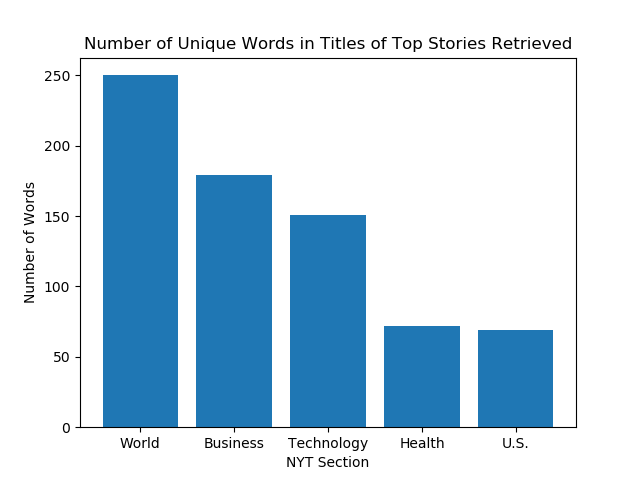 Number of Unique Words in Titles of Top Stories Retrieved
250
200
150
100
50
0
Number of Words
World Business Technology Health U.S.
NYT Section